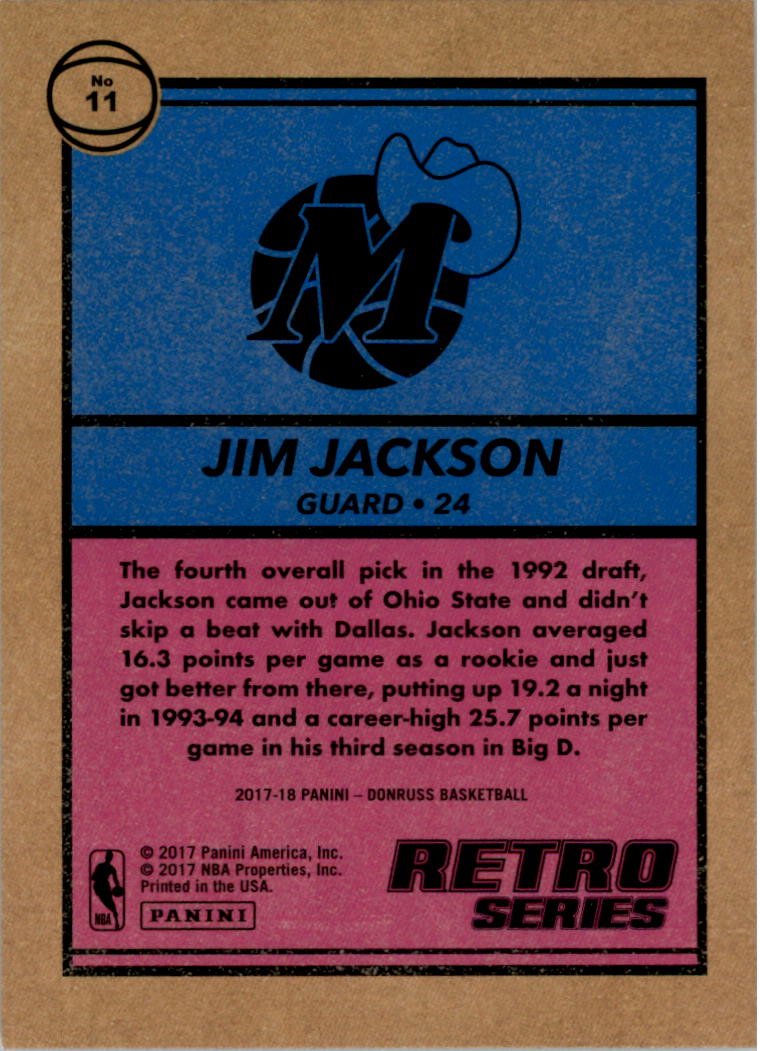 No
11
M
JIM JACKSON
GUARD • 24
The fourth overall pick in the 1992 draft,
Jackson came out of Ohio State and didn't
skip a beat with Dallas. Jackson averaged
16.3 points per game as a rookie and just
got better from there, putting up 19.2 a night
in 1993-94 and a career-high 25.7 points per
game in his third season in Big D.
2017-18 PANINI – DONRUSS BASKETBALL
© 2017 Panini America, Inc.
© 2017 NBA Properties, Inc.
Printed in the USA.
NBA
PANINI
RETRO
SERIES